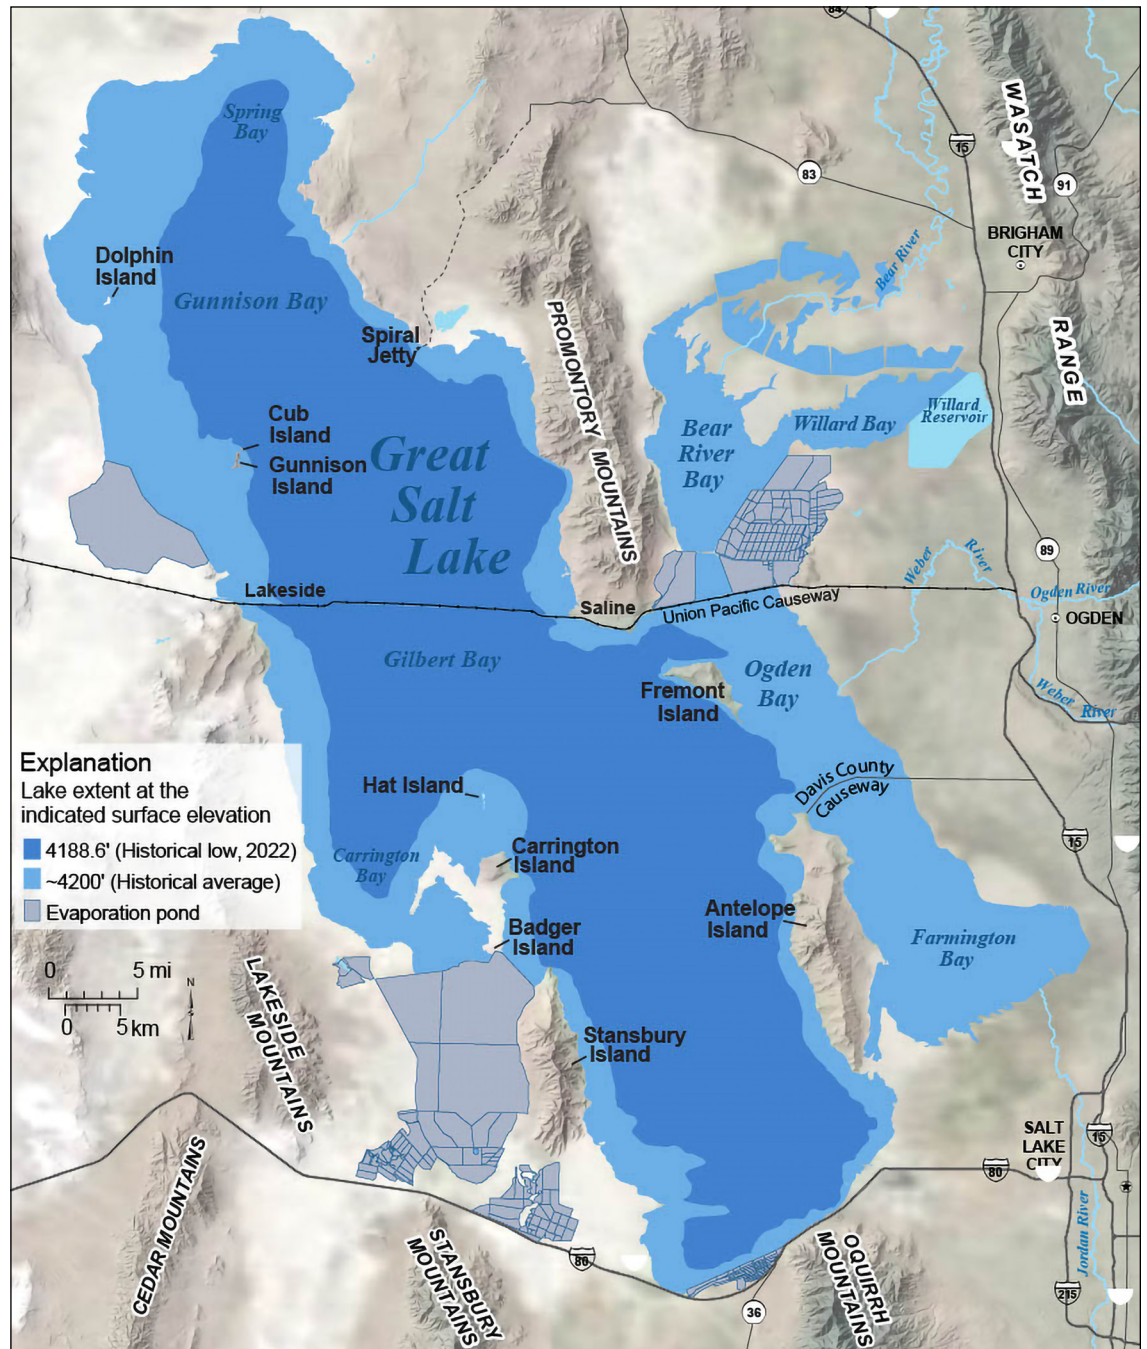 84
Spring
Bay
15
WASATCH
83
91
BRIGHAM
CITY
Bear River
Dolphin
Island
Gunnison Bay
Spiral
Jetty
PROMONTORY MOUNTAINS
RANGE
Willard
Reservoir
Willard Bay
Bear
River
Bay
Cub
Island
Gunnison
Island
Great
Salt
Lake
Weber
River
89
Lakeside
Saline
Union Pacific Causeway
Ogden River
OGDEN
Gilbert Bay
Ogden
Bay
Fremont
Island
Weber River
Explanation
Lake extent at the
indicated surface elevation
4188.6' (Historical low, 2022)
~4200' (Historical average)
Evaporation pond
Hat Island
Davis County
Causeway
15
Carrington
Bay
Carrington
Island
Antelope
Island
Badger
Island
Farmington
Bay
0 5 mi
0 5 km
N
LAKESIDE
MOUNTAINS
Stansbury
Island
SALT
LAKE
CITY
15
80
CEDAR MOUNTAINS
STANSBURY
MOUNTAINS
80
36
OQUIRRH
MOUNTAINS
Jordan River
215